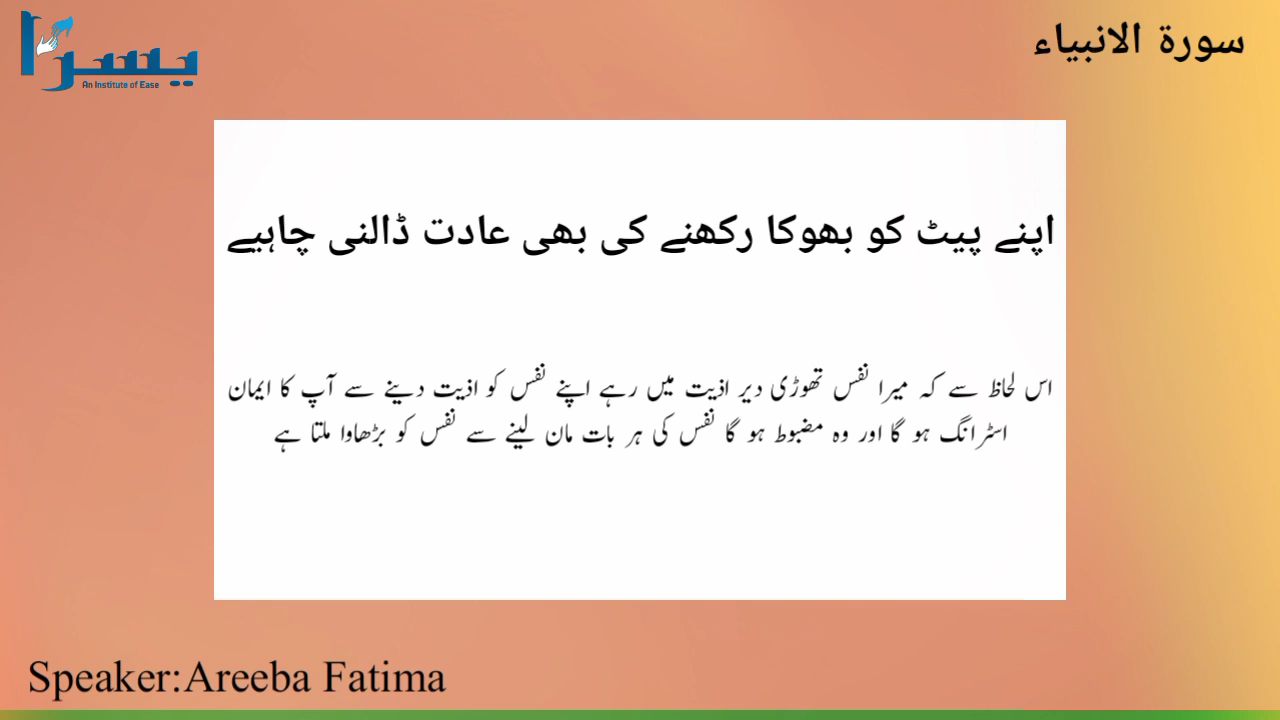 یسرا
An Institute of Ease
سورة الانبیاء
اپنے پیٹ کو بھوکا رکھنے کی بھی عادت ڈالنی چاہیے
اس لحاظ سے کہ میرا نفس تھوڑی دیر اذیت میں رہے اپنے نفس کو اذیت دینے سے آپ کا ایمان
اسٹرانگ ہو گا اور وہ مضبوط ہو گا نفس کی ہر بات مان لینے سے نفس کو بڑھاوا ملتا ہے
Speaker:Areeba Fatima